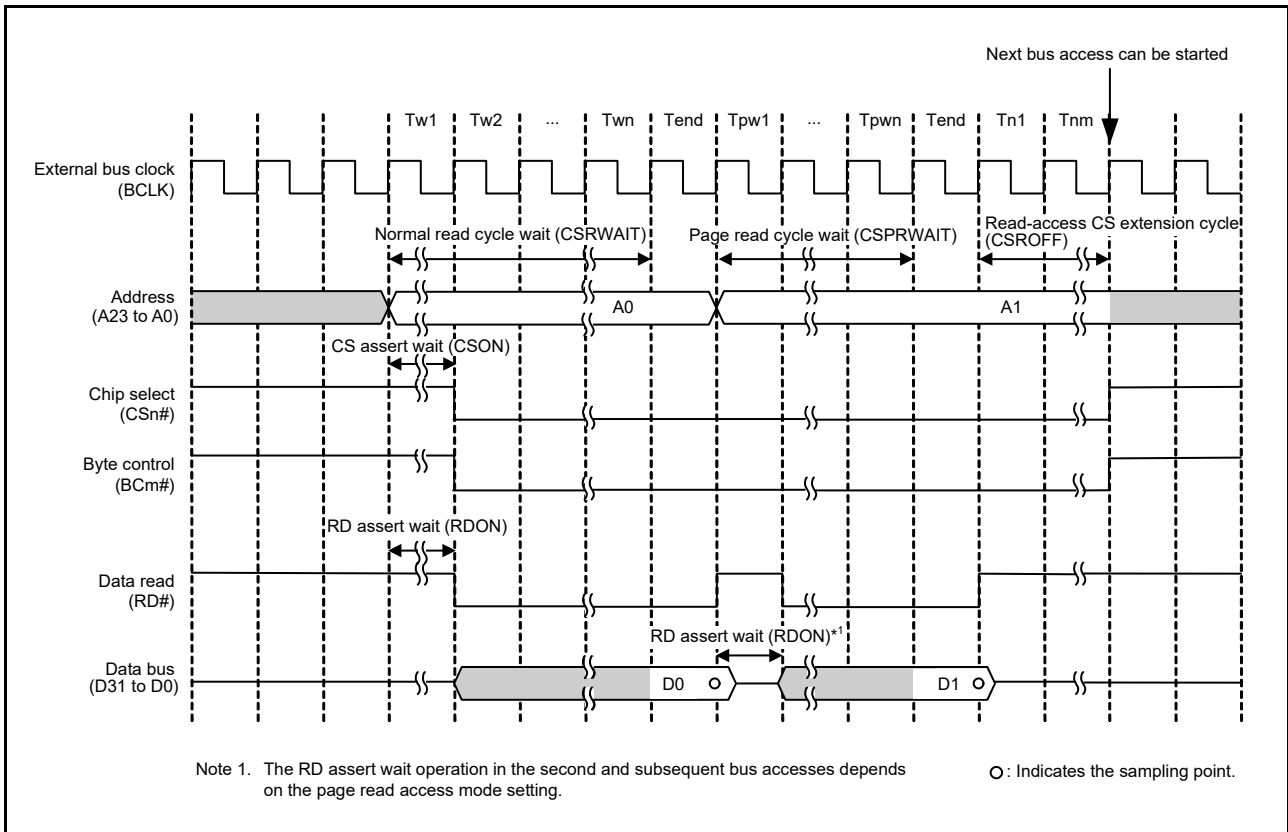 Next bus access can be started
Tw1 Tw2 ... Twn Tend Tpw1 ... Tpwn Tend Tn1 Tnm
External bus clock
(BCLK)
Normal read cycle wait (CSRWAIT)
Page read cycle wait (CSPRWAIT)
Read-access CS extension cycle
(CSROFF)
Address
(A23 to A0)
A0
A1
CS assert wait (CSON)
Chip select
(CSn#)
Byte control
(BCm#)
RD assert wait (RDON)
Data read
(RD#)
RD assert wait (RDON)*1
Data bus
(D31 to D0)
D0
D1
Note 1. The RD assert wait operation in the second and subsequent bus accesses depends
on the page read access mode setting.
: Indicates the sampling point.